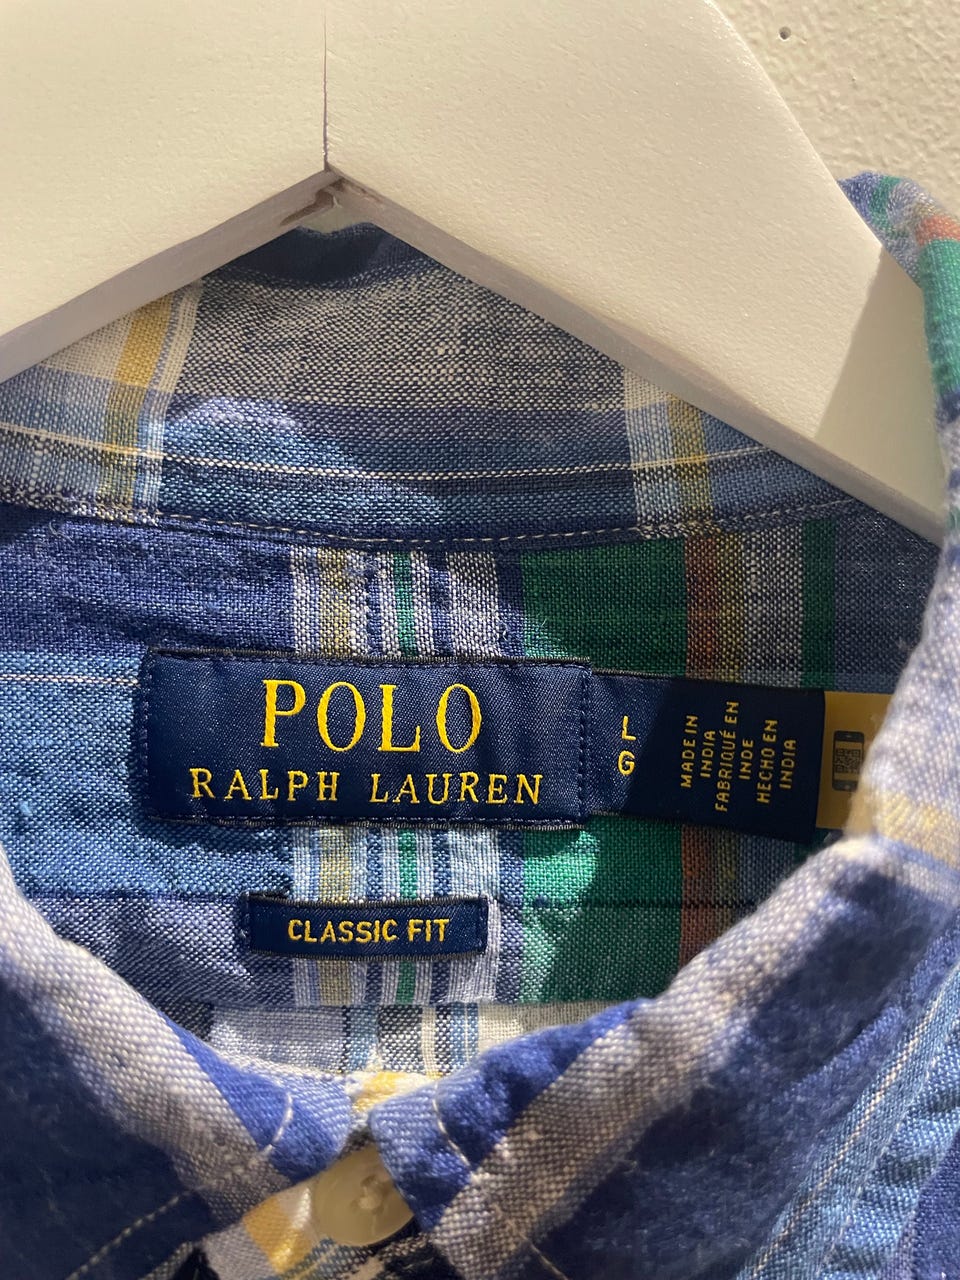 POLO
RALPH LAUREN
L
G
MADE IN
INDIA
FABRIQUÉ EN
INDE
HECHO EN
INDIA
CLASSIC FIT